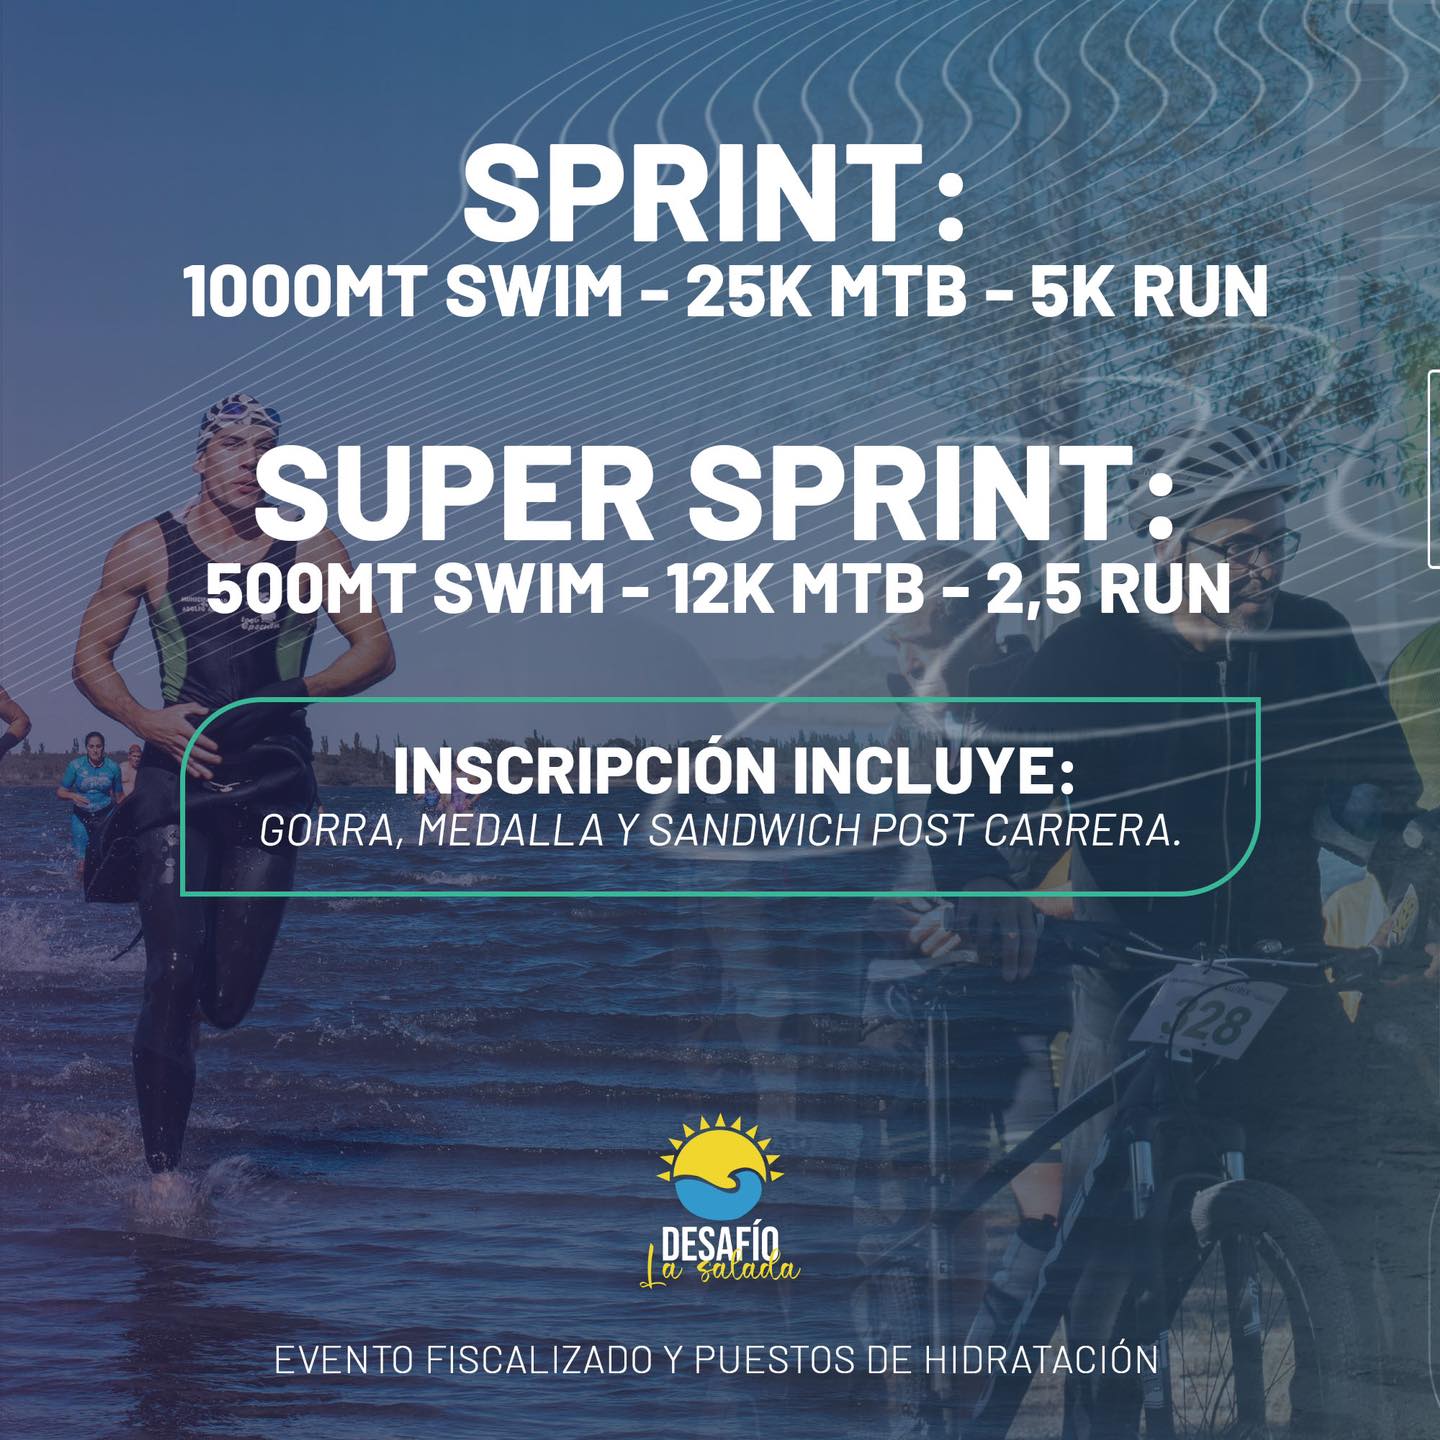 SPRINT:
1000MT SWIM - 25K MTB - 5K RUN
SUPER SPRINT:
500MT SWIM - 12K MTB - 2,5 RUN
INSCRIPCIÓN INCLUYE:
GORRA, MEDALLA Y SANDWICH POST CARRERA.
328
DESAFÍO
La salada
EVENTO FISCALIZADO Y PUESTOS DE HIDRATACIÓN